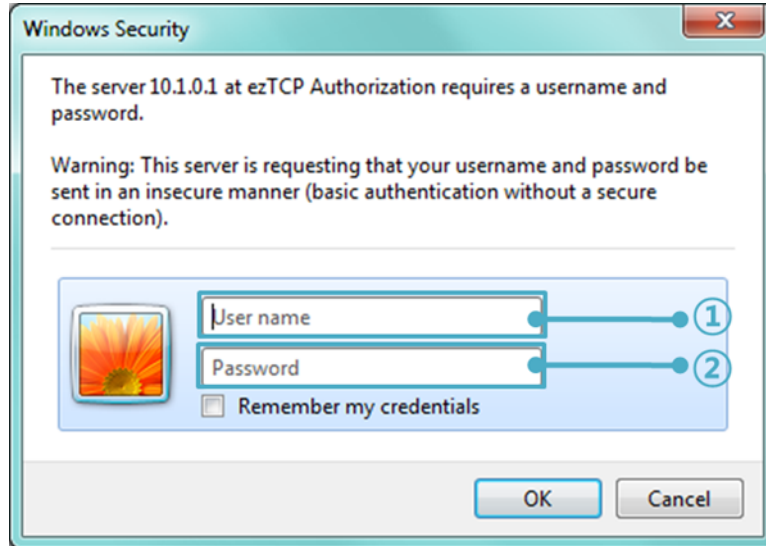 Windows Security
The server 10.1.0.1 at ezTCP Authorization requires a username and
password.
Warning: This server is requesting that your username and password be
sent in an insecure manner (basic authentication without a secure
connection).
User name ①
Password ②
Remember my credentials
OK Cancel